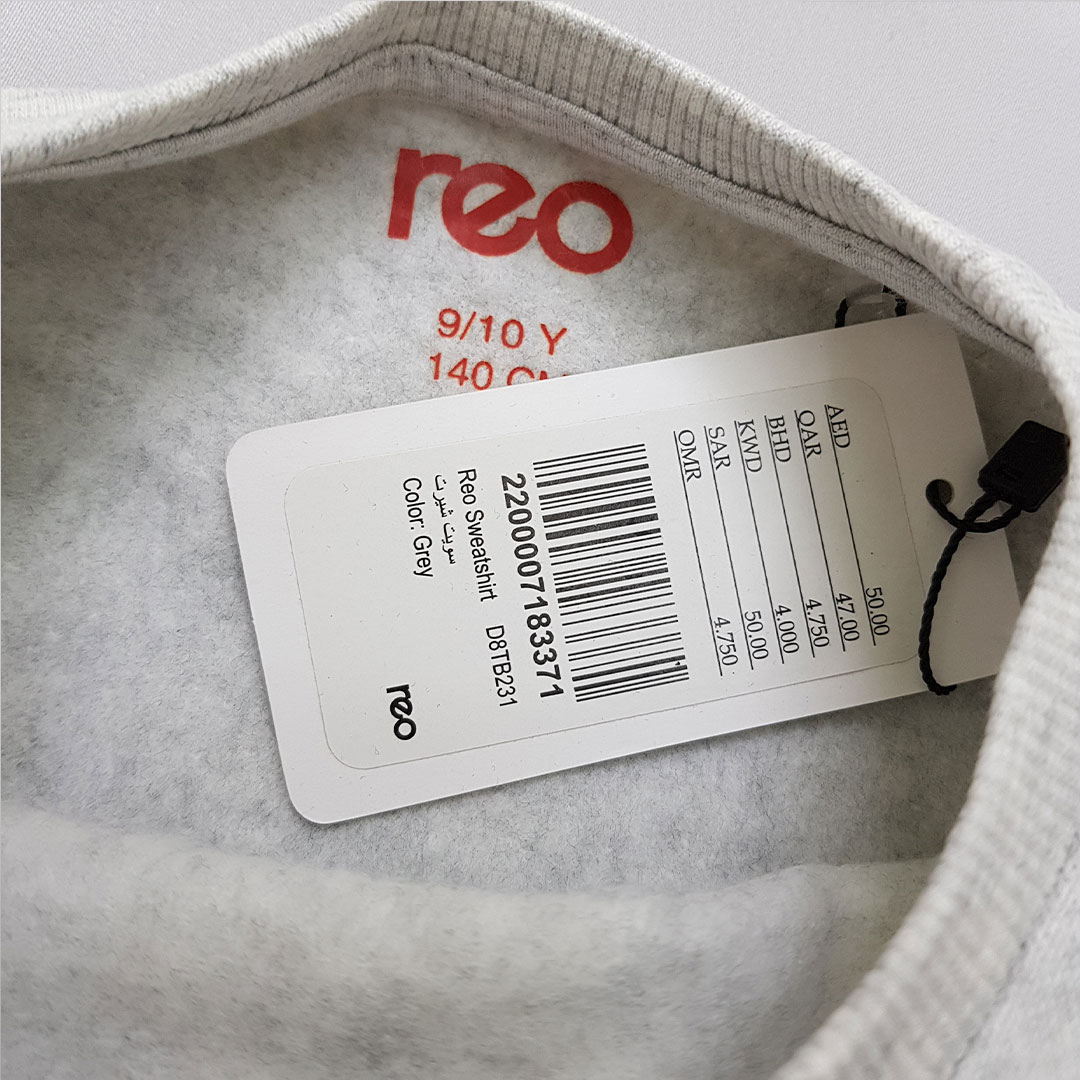 reo
9/10 Y
140
AED 50.00
QAR 47.00
BHD 4.750
KWD 4.000
SAR 50.00
OMR 4.750
2200007183371
Reo Sweatshirt D8TB231
سويت شيرت
Color: Grey
reo